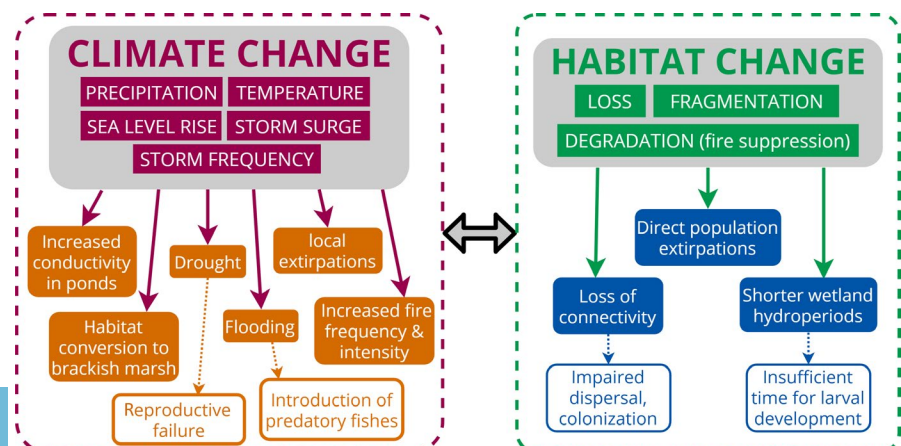 CLIMATE CHANGE
PRECIPITATION
TEMPERATURE
SEA LEVEL RISE
STORM SURGE
STORM FREQUENCY
Increased
conductivity
in ponds
Habitat
conversion to
brackish marsh
Drought
Reproductive
failure
Flooding
Introduction of
predatory fishes
local
extirpations
Increased fire
frequency &
intensity
HABITAT CHANGE
LOSS
FRAGMENTATION
DEGRADATION (fire suppression)
Direct population
extirpations
Loss of
connectivity
Impaired
dispersal,
colonization
Shorter wetland
hydroperiods
Insufficient
time for larval
development